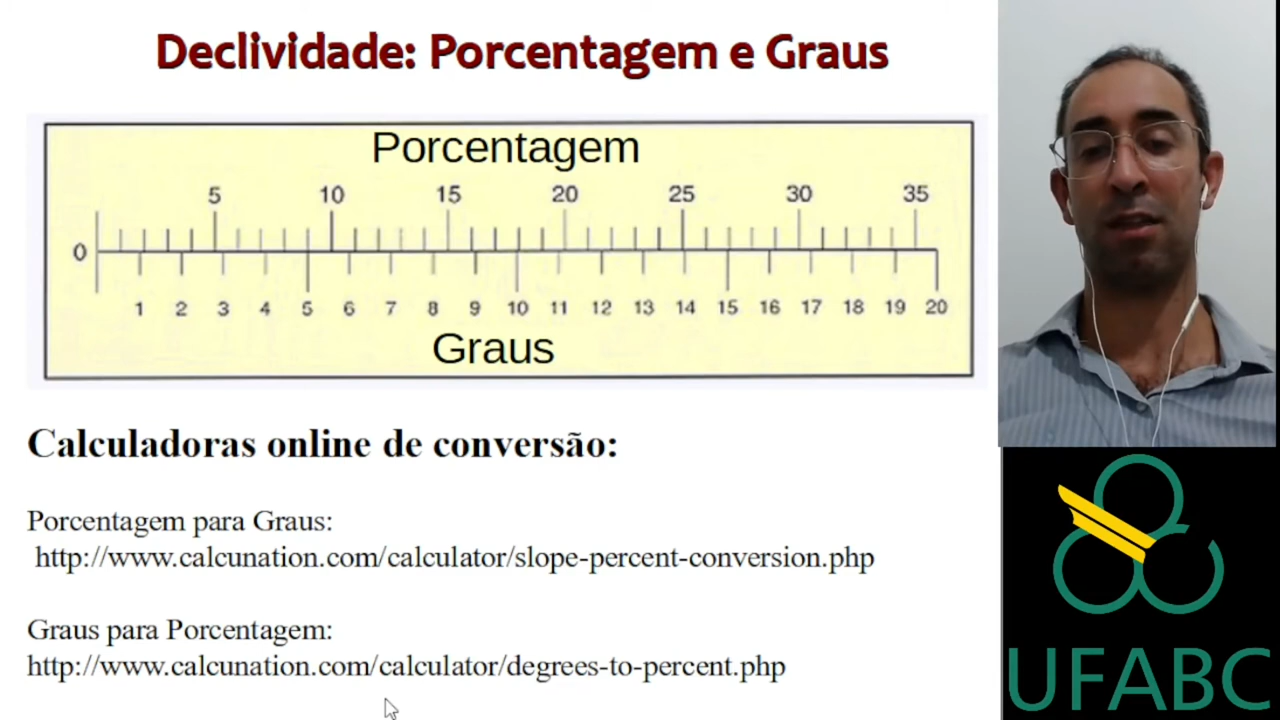 Declividade: Porcentagem e Graus
Porcentagem
5 10 15 20 25 30 35
0
1 2 3 4 5 6 7 8 9 10 11 12 13 14 15 16 17 18 19 20
Graus
Calculadoras online de conversão:
Porcentagem para Graus:
http://www.calcunation.com/calculator/slope-percent-conversion.php
Graus para Porcentagem:
http://www.calcunation.com/calculator/degrees-to-percent.php
UFABC